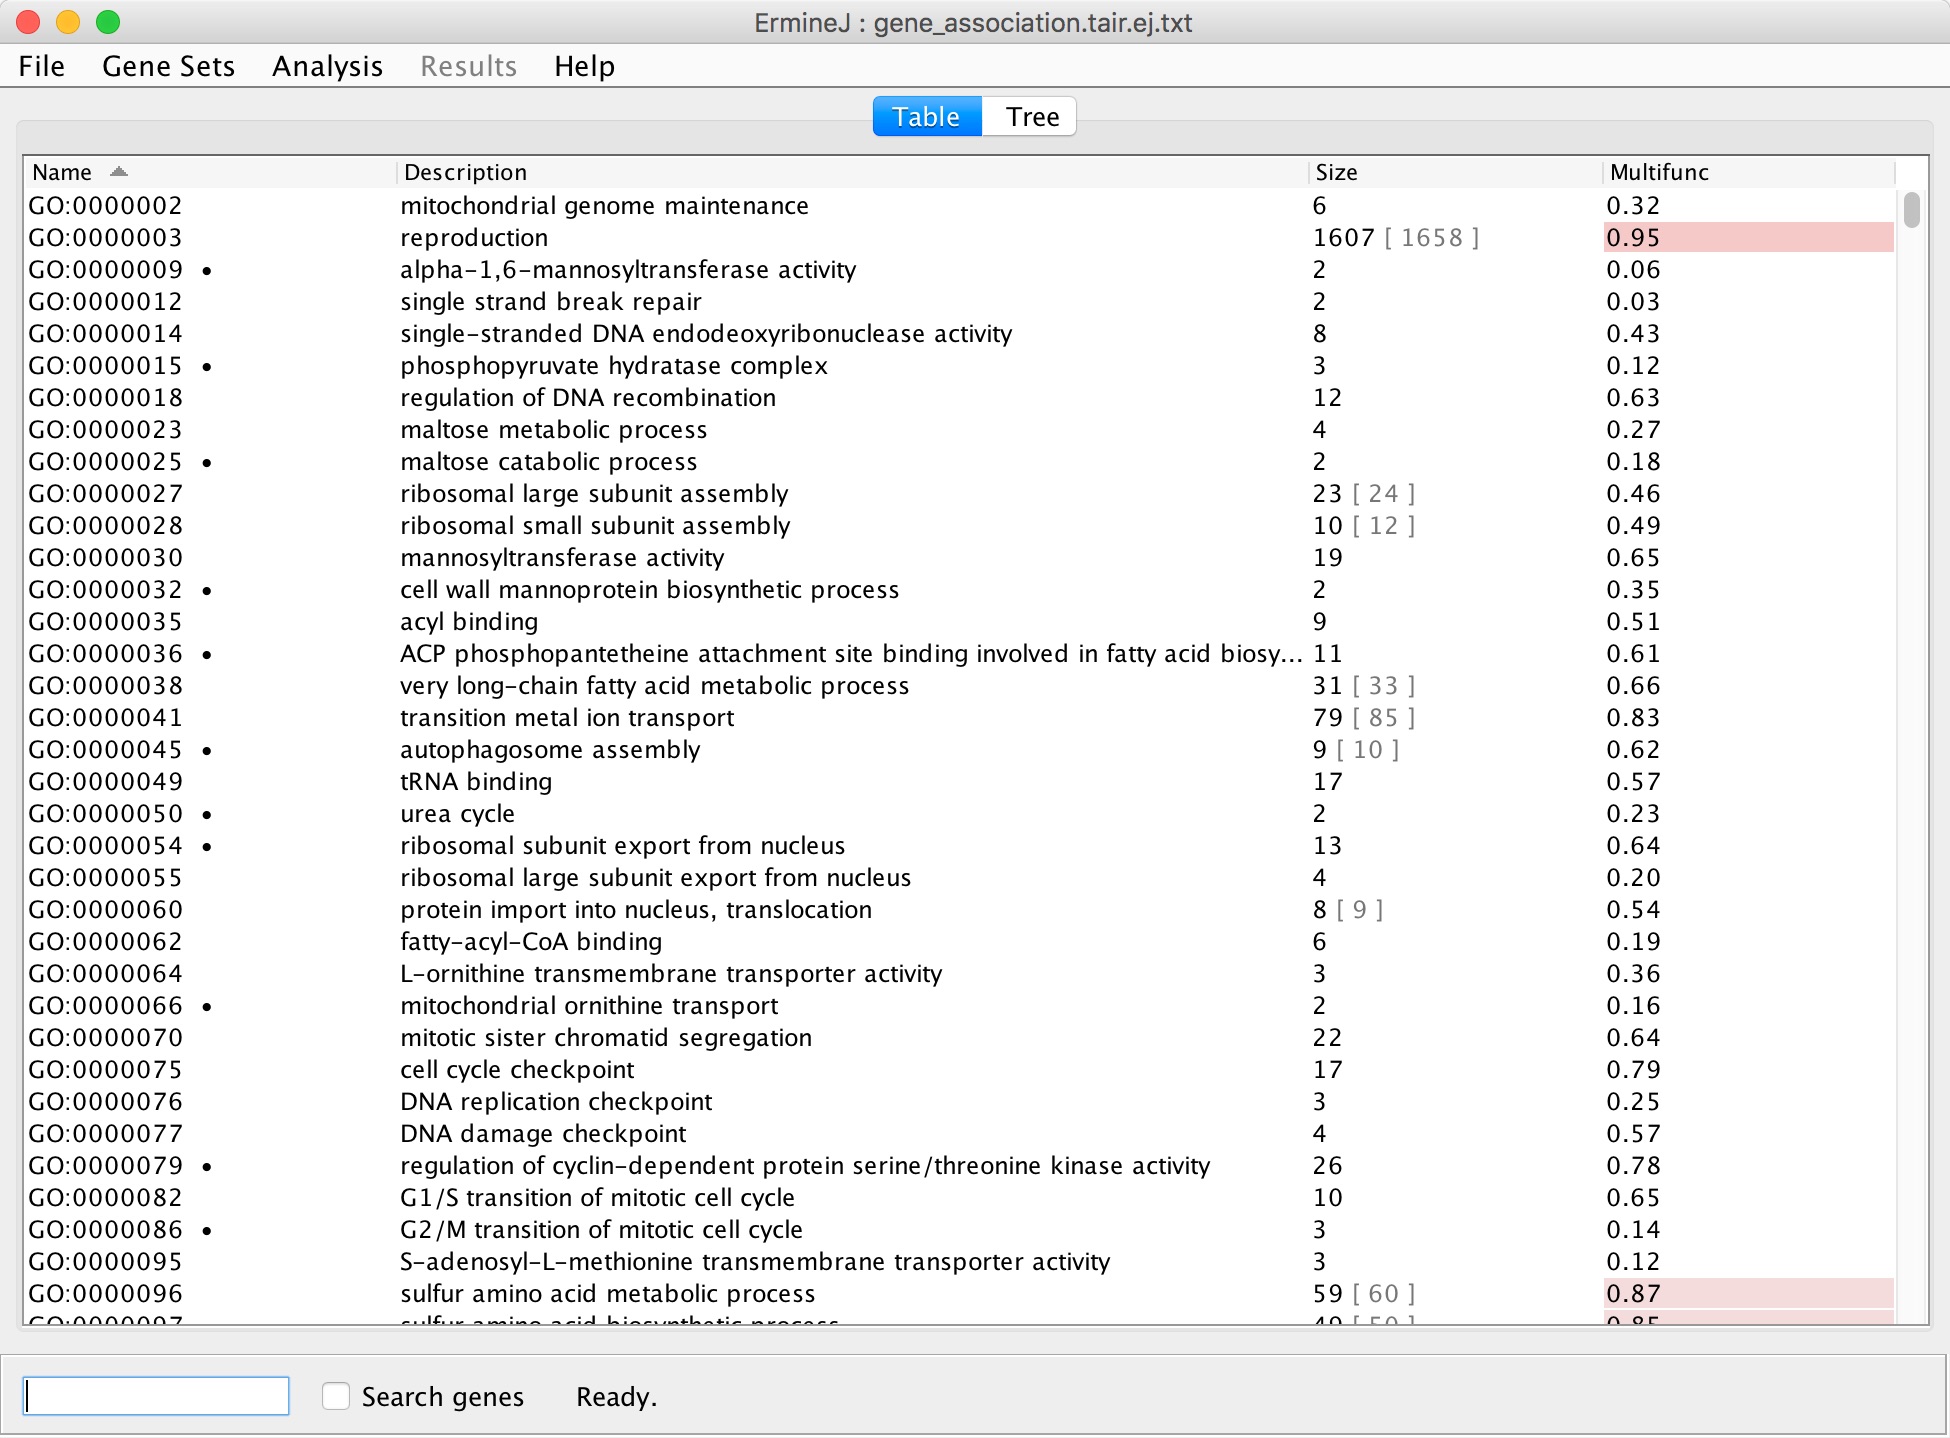 ErmineJ : gene_association.tair.ej.txt
File Gene Sets Analysis Results Help
Table Tree
Name Description Size Multifunc
GO:0000002 mitochondrial genome maintenance 6 0.32
GO:0000003 reproduction 1607 [ 1658 ] 0.95
GO:0000009 • alpha-1,6-mannosyltransferase activity 2 0.06
GO:0000012 single strand break repair 2 0.03
GO:0000014 single-stranded DNA endodeoxyribonuclease activity 8 0.43
GO:0000015 • phosphopyruvate hydratase complex 3 0.12
GO:0000018 regulation of DNA recombination 12 0.63
GO:0000023 maltose metabolic process 4 0.27
GO:0000025 • maltose catabolic process 2 0.18
GO:0000027 ribosomal large subunit assembly 23 [ 24 ] 0.46
GO:0000028 ribosomal small subunit assembly 10 [ 12 ] 0.49
GO:0000030 mannosyltransferase activity 19 0.65
GO:0000032 • cell wall mannoprotein biosynthetic process 2 0.35
GO:0000035 acyl binding 9 0.51
GO:0000036 • ACP phosphopantetheine attachment site binding involved in fatty acid biosy... 11 0.61
GO:0000038 very long-chain fatty acid metabolic process 31 [ 33 ] 0.66
GO:0000041 transition metal ion transport 79 [ 85 ] 0.83
GO:0000045 • autophagosome assembly 9 [ 10 ] 0.62
GO:0000049 tRNA binding 17 0.57
GO:0000050 • urea cycle 2 0.23
GO:0000054 • ribosomal subunit export from nucleus 13 0.64
GO:0000055 ribosomal large subunit export from nucleus 4 0.20
GO:0000060 protein import into nucleus, translocation 8 [ 9 ] 0.54
GO:0000062 fatty-acyl-CoA binding 6 0.19
GO:0000064 L-ornithine transmembrane transporter activity 3 0.36
GO:0000066 • mitochondrial ornithine transport 2 0.16
GO:0000070 mitotic sister chromatid segregation 22 0.64
GO:0000075 cell cycle checkpoint 17 0.79
GO:0000076 DNA replication checkpoint 3 0.25
GO:0000077 DNA damage checkpoint 4 0.57
GO:0000079 • regulation of cyclin-dependent protein serine/threonine kinase activity 26 0.78
GO:0000082 G1/S transition of mitotic cell cycle 10 0.65
GO:0000086 • G2/M transition of mitotic cell cycle 3 0.14
GO:0000095 S-adenosyl-L-methionine transmembrane transporter activity 3 0.12
GO:0000096 sulfur amino acid metabolic process 59 [ 60 ] 0.87
GO:0000097 sulfur amino acid biosynthetic process 49 [ 50 ] 0.85
Search genes Ready.